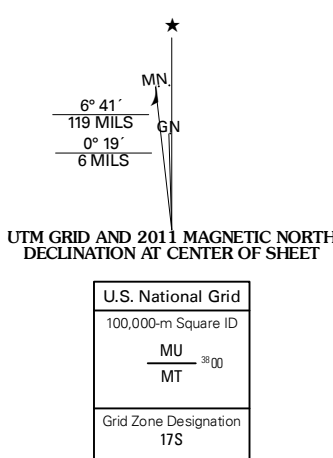 ★
MN.
6° 41´
119 MILS
GN
0° 19´
6 MILS
UTM GRID AND 2011 MAGNETIC NORTH
DECLINATION AT CENTER OF SHEET
U.S. National Grid
100,000-m Square ID
MU
3800
MT
Grid Zone Designation
17S